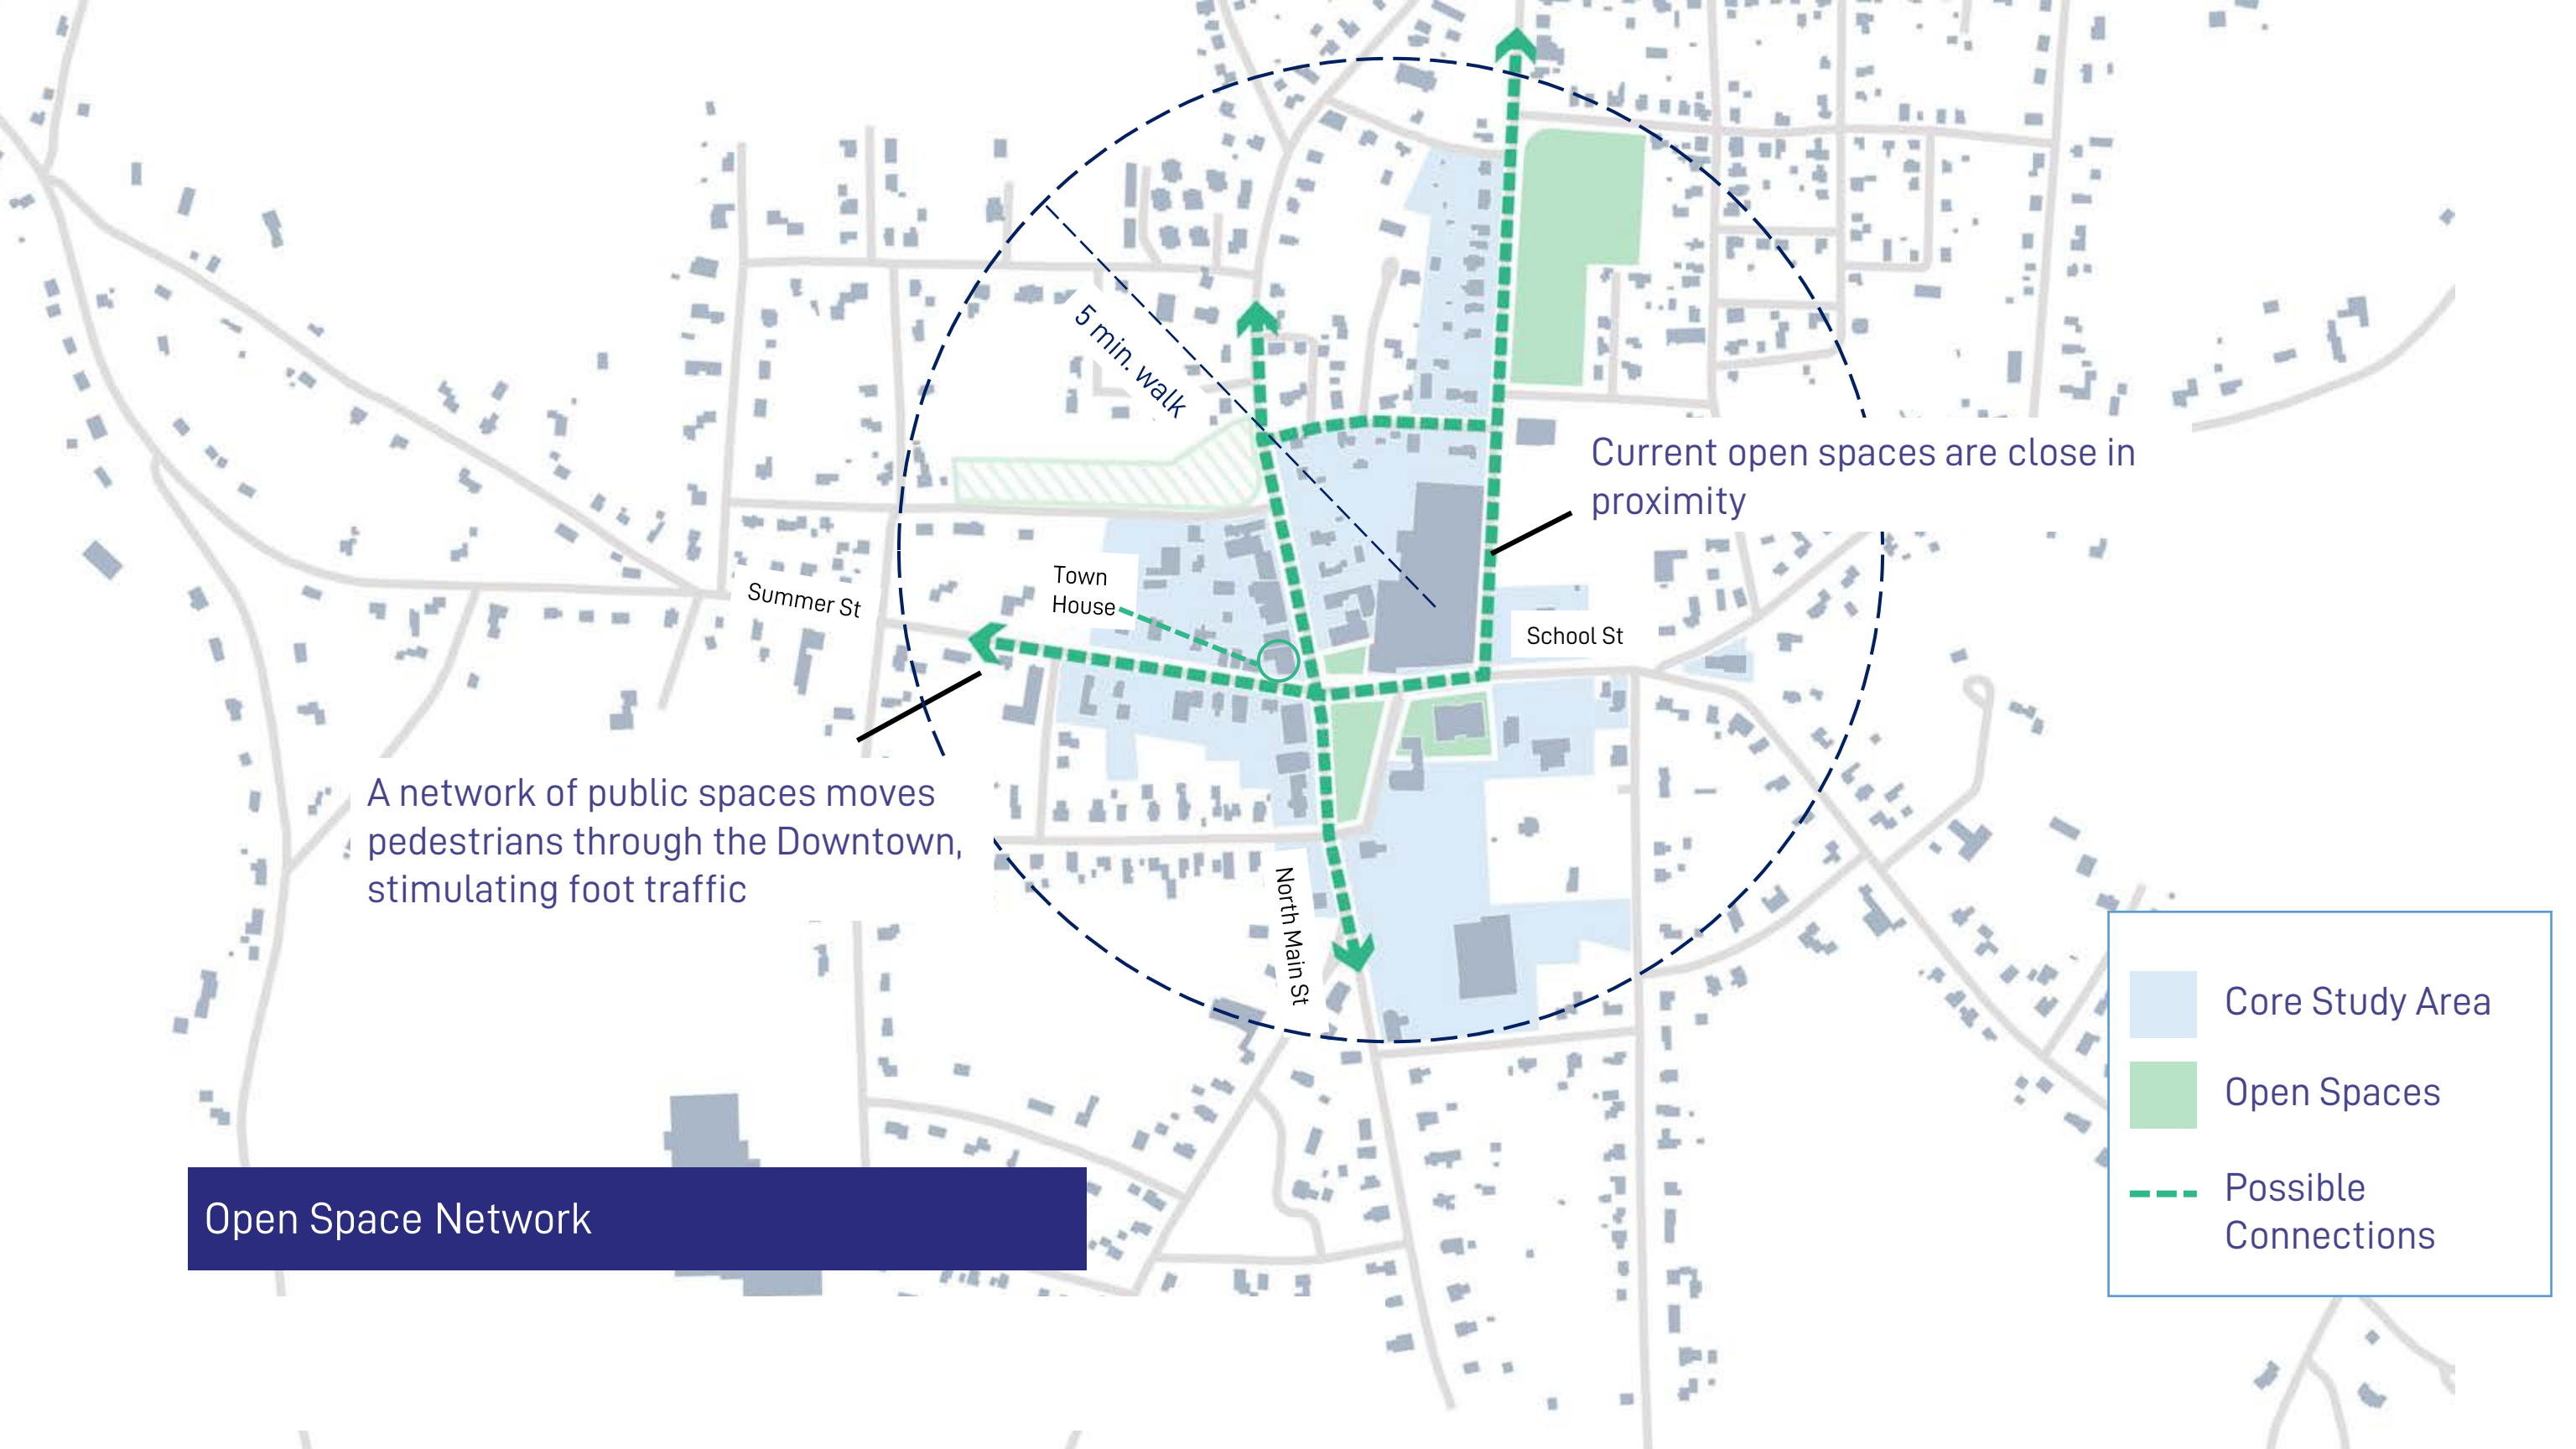 5 min. walk
Current open spaces are close in
proximity
Town
House
Summer St
School St
A network of public spaces moves
pedestrians through the Downtown,
stimulating foot traffic
North Main St
Core Study Area
Open Spaces
Possible
Connections
Open Space Network